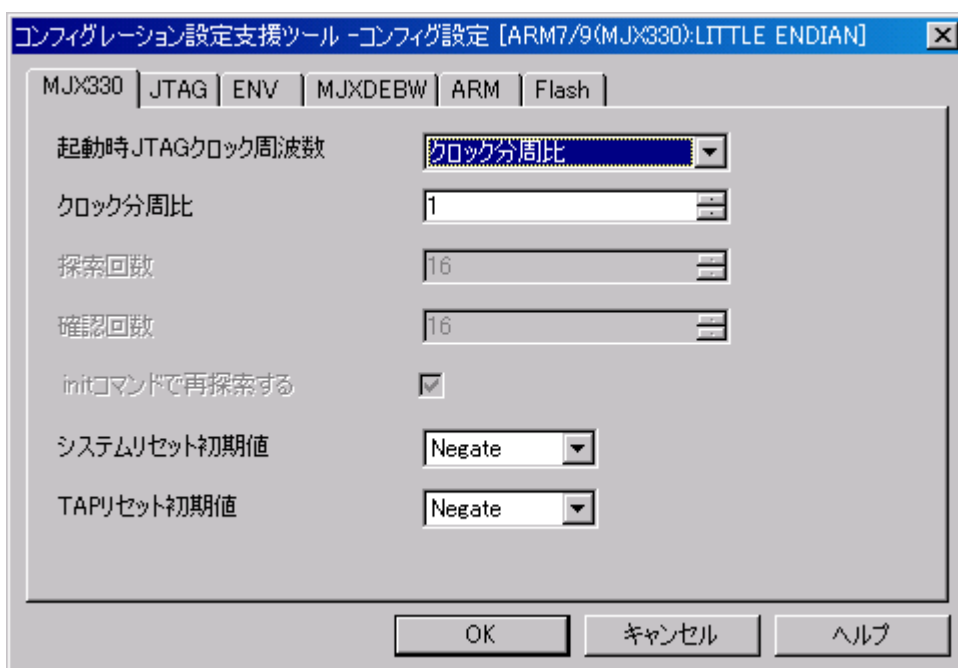 コンフィグレーション設定支援ツール -コンフィグ設定 [ARM7/9(MJX330):LITTLE ENDIAN]
MJX330 JTAG ENV MJXDEBW ARM Flash
起動時JTAGクロック周波数 クロック分周比
クロック分周比 1
探索回数 16
確認回数 16
initコマンドで再探索する
システムリセット初期値 Negate
TAPリセット初期値 Negate
OK キャンセル ヘルプ